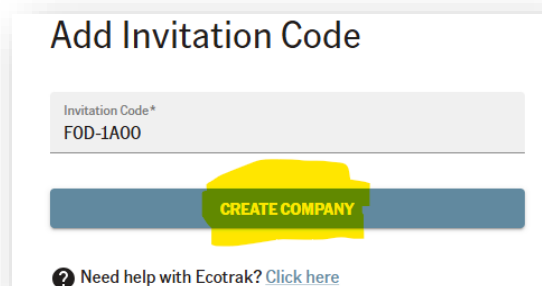 Add Invitation Code
Invitation Code*
F0D-1A00
CREATE COMPANY
Need help with Ecotrak? Click here